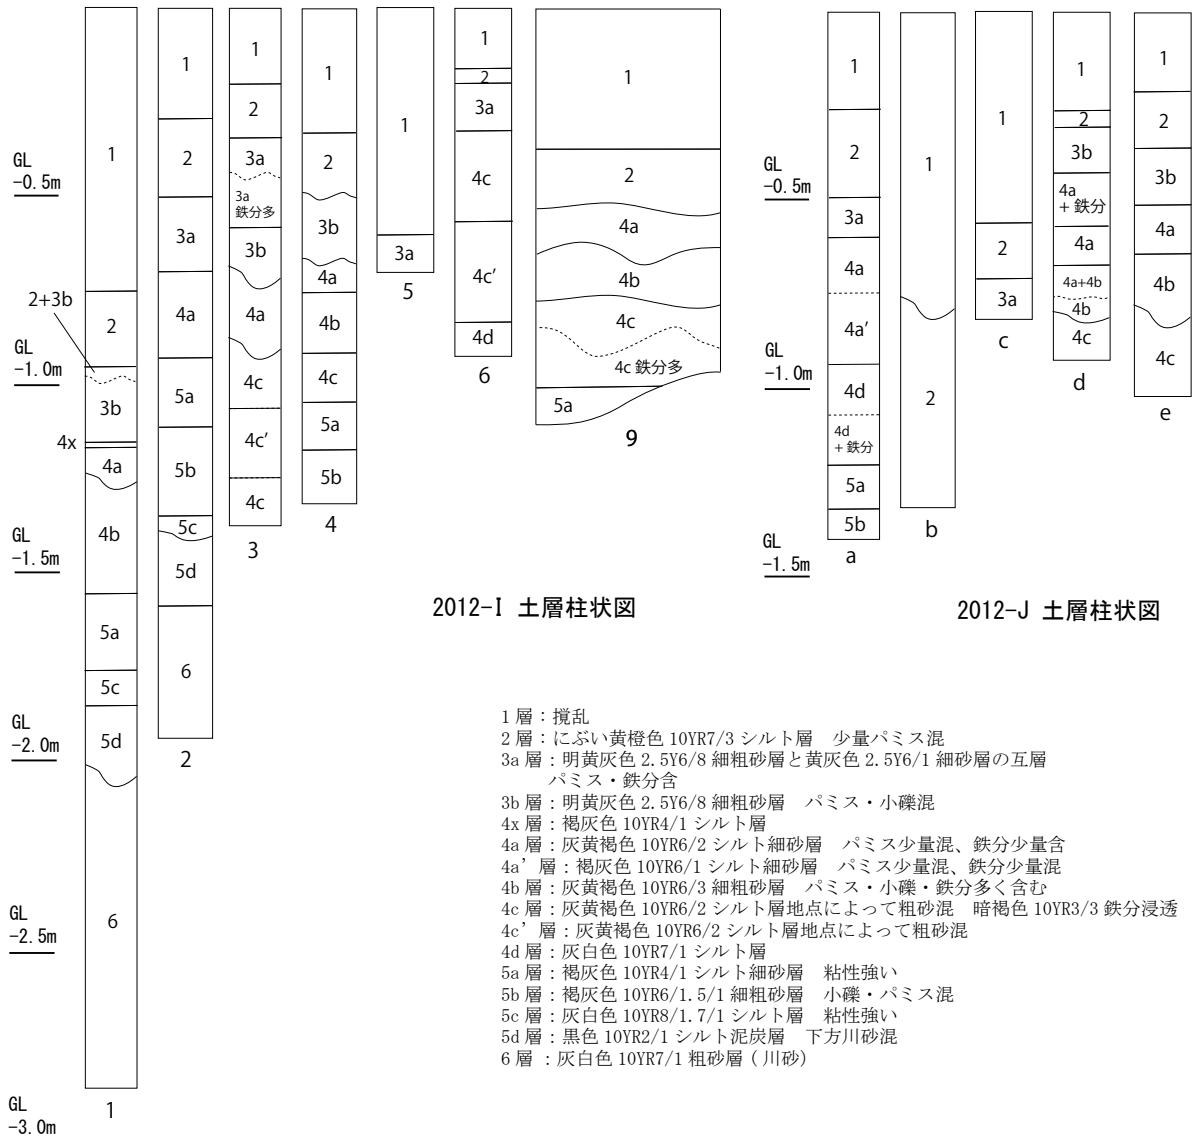 GL
-0.5m
GL
-1.0m
GL
-1.5m
GL
-2.0m
GL
-2.5m
GL
-3.0m
1
2+3b
2
3b
4x
4a
4b
5a
5c
5d
6
1
1
2
3a
4a
5a
5b
5c
5d
6
2
1
2
3a
3a
鉄分多
3b
4a
4c
4c’
4c
3
1
2
3b
4a
4b
4c
5a
5b
4
1
3a
5
1
2
3a
4c
4c’
4d
6
1
2
4a
4b
4c
4c 鉄分多
5a
9
2012-I 土層柱状図
GL
-0.5m
GL
-1.0m
GL
-1.5m
1
2
3a
4a
4a’
4d
4d
+ 鉄分
5a
5b
a
1
2
b
1
2
3a
c
1
2
3b
4a
+ 鉄分
4a
4a+4b
4b
4c
d
1
2
3b
4a
4b
4c
e
2012-J 土層柱状図
1層：撹乱
2層：にぶい黄橙色 10YR7/3 シルト層　少量パミス混
3a 層：明黄灰色 2.5Y6/8 細粗砂層と黄灰色 2.5Y6/1 細砂層の互層
パミス・鉄分含
3b 層：明黄灰色 2.5Y6/8 細粗砂層　パミス・小礫混
4x 層：褐灰色 10YR4/1 シルト層
4a 層：灰黄褐色 10YR6/2 シルト細砂層　パミス少量混、鉄分少量含
4a’ 層：褐灰色 10YR6/1 シルト細砂層　パミス少量混、鉄分少量混
4b 層：灰黄褐色 10YR6/3 細粗砂層　パミス・小礫・鉄分多く含む
4c 層：灰黄褐色 10YR6/2 シルト層地点によって粗砂混　暗褐色 10YR3/3 鉄分浸透
4c’ 層：灰黄褐色 10YR6/2 シルト層地点によって粗砂混
4d 層：灰白色 10YR7/1 シルト層
5a 層：褐灰色 10YR4/1 シルト細砂層　粘性強い
5b 層：褐灰色 10YR6/1.5/1 細粗砂層　小礫・パミス混
5c 層：灰白色 10YR8/1.7/1 シルト層　粘性強い
5d 層：黒色 10YR2/1 シルト泥炭層　下方川砂混
6層 ：灰白色 10YR7/1 粗砂層 ( 川砂)